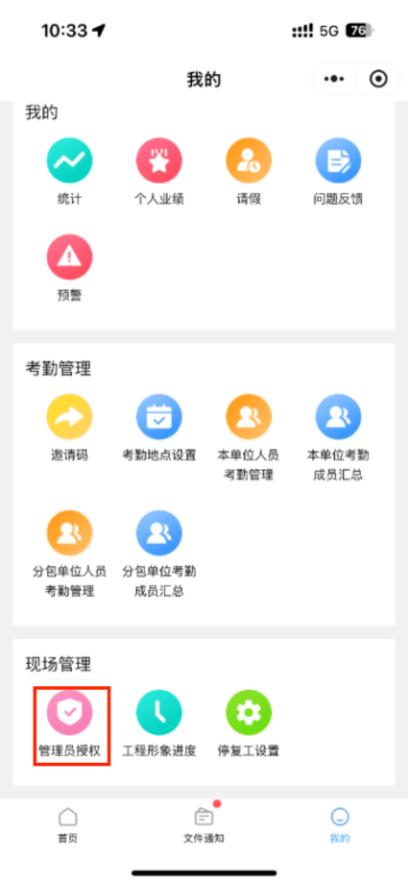 10:33
5G 76
我的
我的
统计 个人业绩 请假 问题反馈
预警
考勤管理
邀请码 考勤地点设置 本单位人员 本单位考勤
考勤管理 成员汇总
分包单位人员 分包单位考勤
考勤管理 成员汇总
现场管理
管理员授权 工程形象进度 停复工设置
首页 文件通知 我的